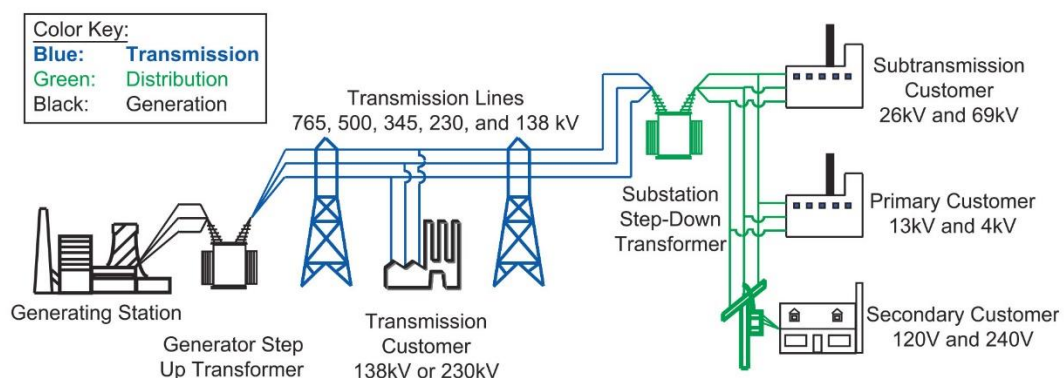 Color Key:
Blue: Transmission
Green: Distribution
Black: Generation
Transmission Lines
765, 500, 345, 230, and 138 kV
Generating Station
Generator Step
Up Transformer
Transmission
Customer
138kV or 230kV
Substation
Step-Down
Transformer
Subtransmission
Customer
26kV and 69kV
Primary Customer
13kV and 4kV
Secondary Customer
120V and 240V